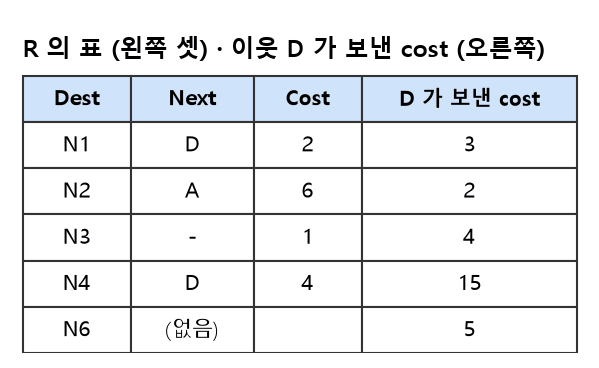 R 의 표 (왼쪽 셋) · 이웃 D 가 보낸 cost (오른쪽)
Dest Next Cost D 가 보낸 cost
N1 D 2 3
N2 A 6 2
N3 - 1 4
N4 D 4 15
N6 (없음) 5